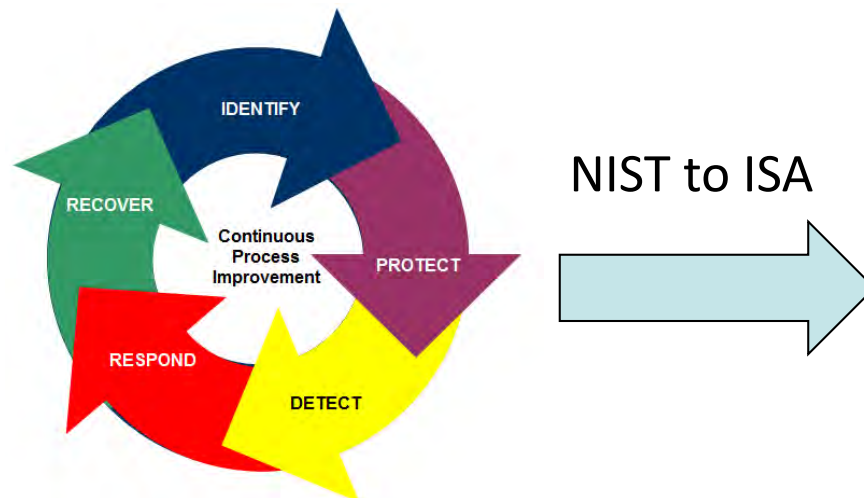 IDENTIFY
RECOVER
Continuous
Process
Improvement
PROTECT
RESPOND
DETECT
NIST to ISA